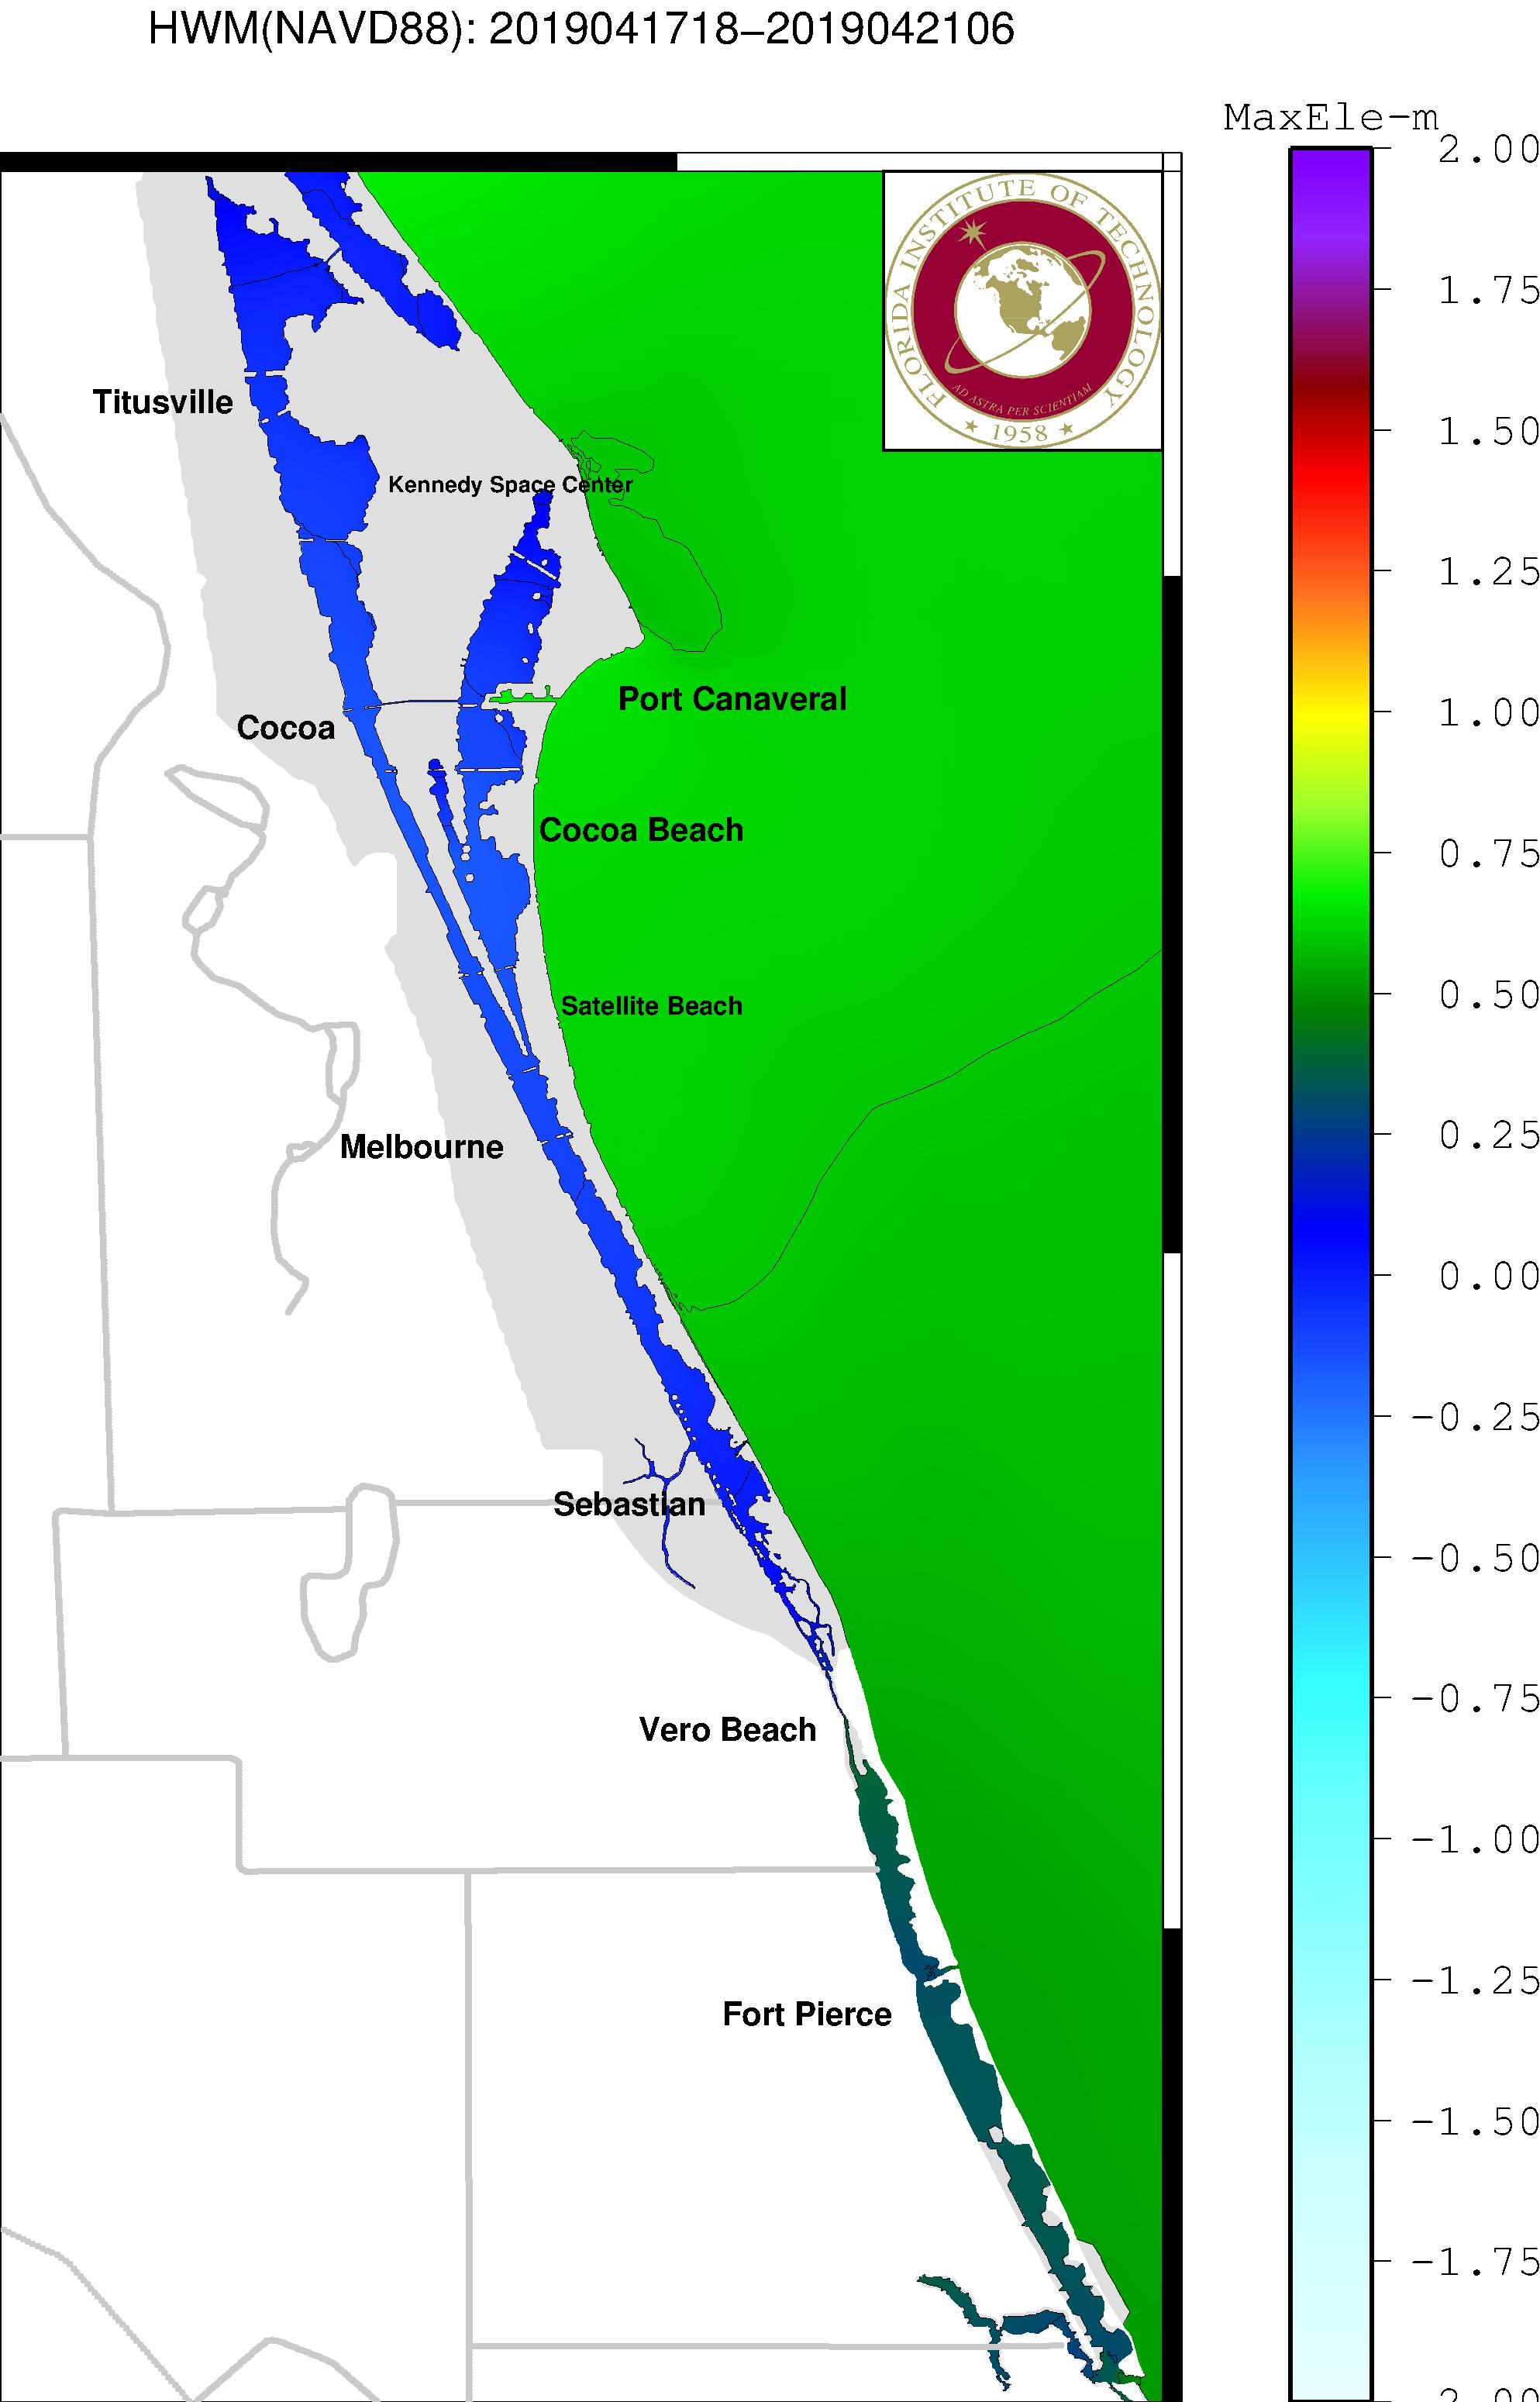 HWM(NAVD88): 2019041718−2019042106
MaxEle-m
2.00
1.75
1.50
1.25
1.00
0.75
0.50
0.25
0.00
-0.25
-0.50
-0.75
-1.00
-1.25
-1.50
-1.75
FLORIDA INSTITUTE OF TECHNOLOGY
AD ASTRA PER SCIENTIAM
1958
Titusville
Kennedy Space Center
Port Canaveral
Cocoa
Cocoa Beach
Satellite Beach
Melbourne
Sebastian
Vero Beach
Fort Pierce